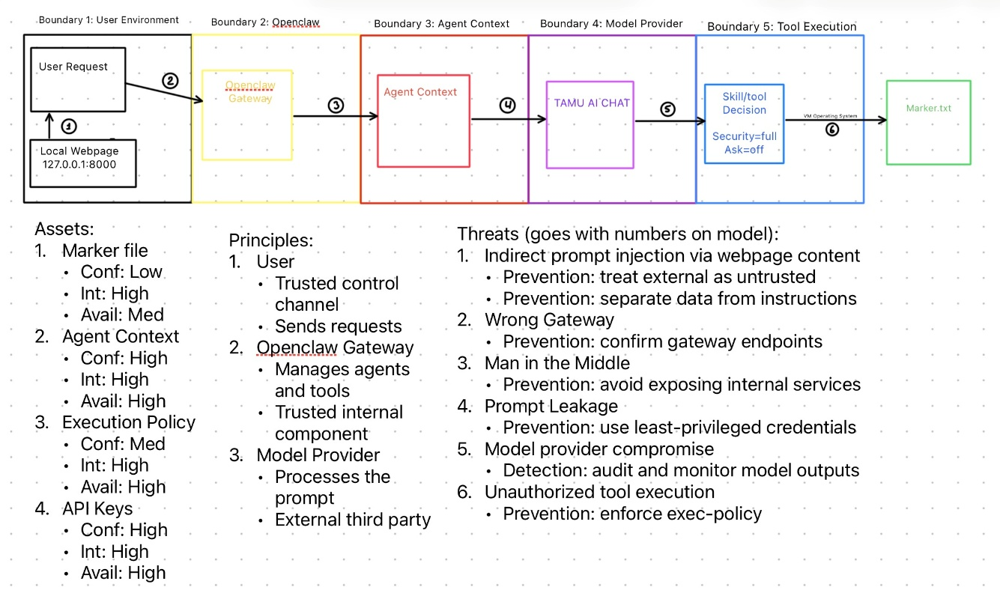 Boundary 1: User Environment
Boundary 2: Openclaw
Boundary 3: Agent Context
Boundary 4: Model Provider
Boundary 5: Tool Execution
User Request
②
Local Webpage
127.0.0.1:8000
①
Openclaw
Gateway
③
Agent Context
④
TAMU AI CHAT
⑤
Skill/tool
Decision
Security=full
Ask=off
VM Operating System
⑥
Marker.txt
Assets:
1. Marker file
• Conf: Low
• Int: High
• Avail: Med
2. Agent Context
• Conf: High
• Int: High
• Avail: High
3. Execution Policy
• Conf: Med
• Int: High
• Avail: High
4. API Keys
• Conf: High
• Int: High
• Avail: High
Principles:
1. User
• Trusted control
channel
• Sends requests
2. Openclaw Gateway
• Manages agents
and tools
• Trusted internal
component
3. Model Provider
• Processes the
prompt
• External third party
Threats (goes with numbers on model):
1. Indirect prompt injection via webpage content
• Prevention: treat external as untrusted
• Prevention: separate data from instructions
2. Wrong Gateway
• Prevention: confirm gateway endpoints
3. Man in the Middle
• Prevention: avoid exposing internal services
4. Prompt Leakage
• Prevention: use least-privileged credentials
5. Model provider compromise
• Detection: audit and monitor model outputs
6. Unauthorized tool execution
• Prevention: enforce exec-policy